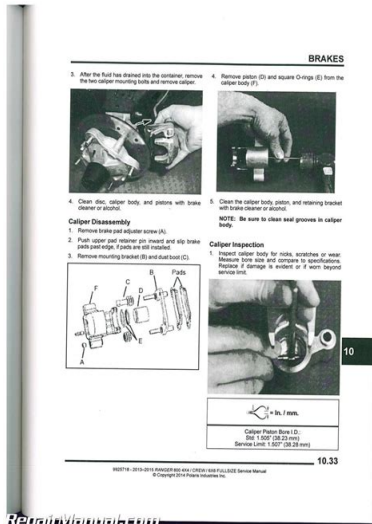 BRAKES
3. After the fluid has drained into the container, remove
the two caliper mounting bolts and remove caliper.
4. Clean disc, caliper body, and pistons with brake
cleaner or alcohol.
Caliper Disassembly
1. Remove brake pad adjuster screw (A).
2. Push upper pad retainer pin inward and slip brake
pads past edge, if pads are still installed.
3. Remove mounting bracket (B) and dust boot (C).
Pads
B
C
F
D
E
A
4. Remove piston (D) and square O-rings (E) from the
caliper body (F).
5. Clean the caliper body, piston, and retaining bracket
with brake cleaner or alcohol.
NOTE: Be sure to clean seal grooves in caliper
body.
Caliper Inspection
1. Inspect caliper body for nicks, scratches or wear.
Measure bore size and compare to specifications.
Replace if damage is evident or if worn beyond
service limit.
10
= In. / mm.
Caliper Piston Bore I.D.:
Std: 1.505" (38.23 mm)
Service Limit: 1.507" (38.28 mm)
10.33
9925718 - 2013-2015 RANGER 800 4X4 / CREW / 6X6 FULLSIZE Service Manual
© Copyright 2014 Polaris Industries Inc.
RepairManual.com